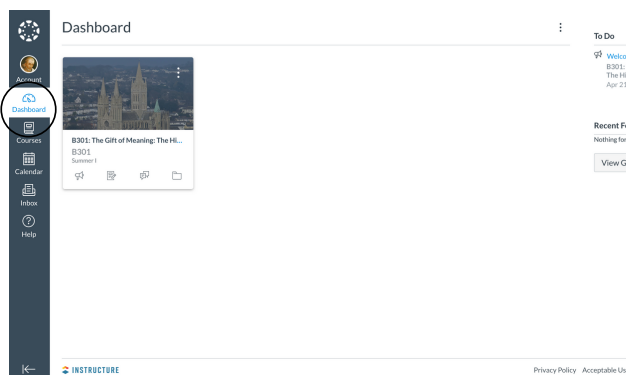 Account
Dashboard
Courses
Calendar
Inbox
Help
Dashboard
B301: The Gift of Meaning: The Hi...
B301
Summer I
To Do
Welco
B301:
The Hi
Apr 21
Recent F
Nothing for
View G
INSTRUCTURE
Privacy Policy Acceptable Us